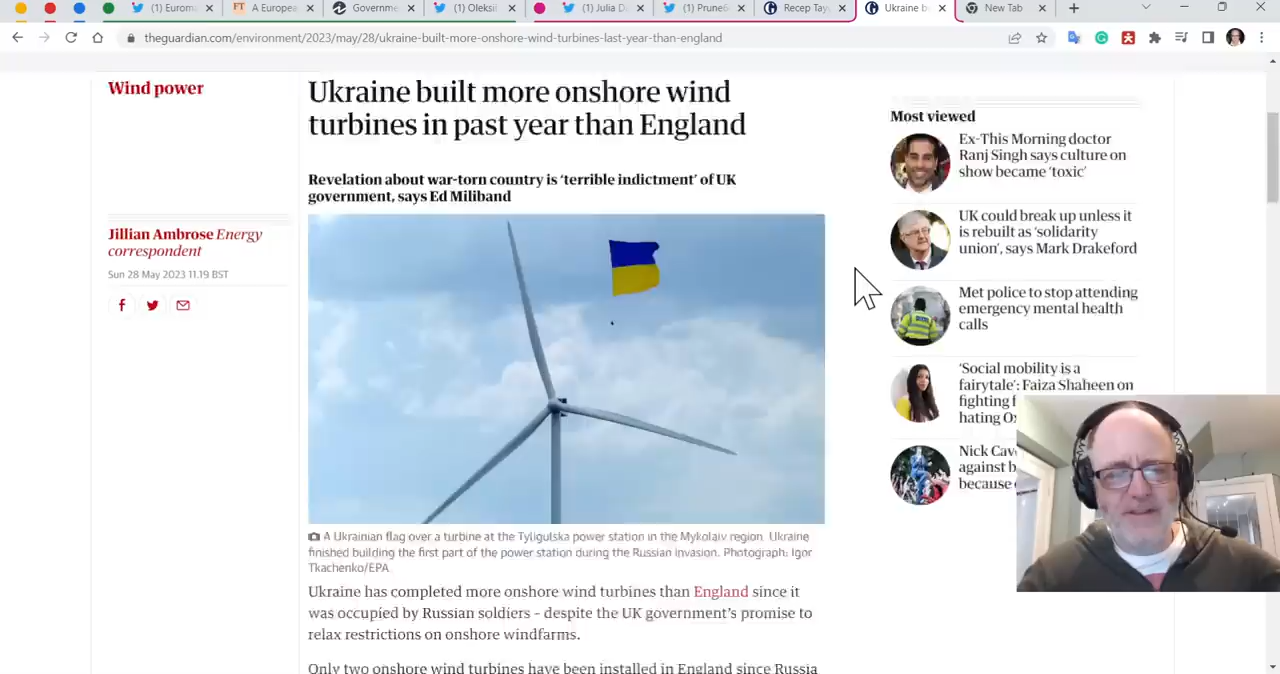 (1) Eurom
A Europea
Governme
(1) Oleksi
(1) Julia D
(1) Prune6
Recep Tay
Ukraine b
New Tab
theguardian.com/environment/2023/may/28/ukraine-built-more-onshore-wind-turbines-last-year-than-england
Wind power
Ukraine built more onshore wind
turbines in past year than England
Revelation about war-torn country is ‘terrible indictment’ of UK
government, says Ed Miliband
Jillian Ambrose Energy
correspondent
Sun 28 May 2023 11.19 BST
A Ukrainian flag over a turbine at the Tyligulska power station in the Mykolaiv region. Ukraine
finished building the first part of the power station during the Russian invasion. Photograph: Igor
Tkachenko/EPA
Ukraine has completed more onshore wind turbines than England since it
was occupied by Russian soldiers – despite the UK government’s promise to
relax restrictions on onshore windfarms.
Only two onshore wind turbines have been installed in England since Russia
Most viewed
Ex-This Morning doctor
Ranj Singh says culture on
show became ‘toxic’
UK could break up unless it
is rebuilt as ‘solidarity
union’, says Mark Drakeford
Met police to stop attending
emergency mental health
calls
‘Social mobility is a
fairytale’: Faiza Shaheen on
fighting f
hating Ox
Nick Cav
against b
because